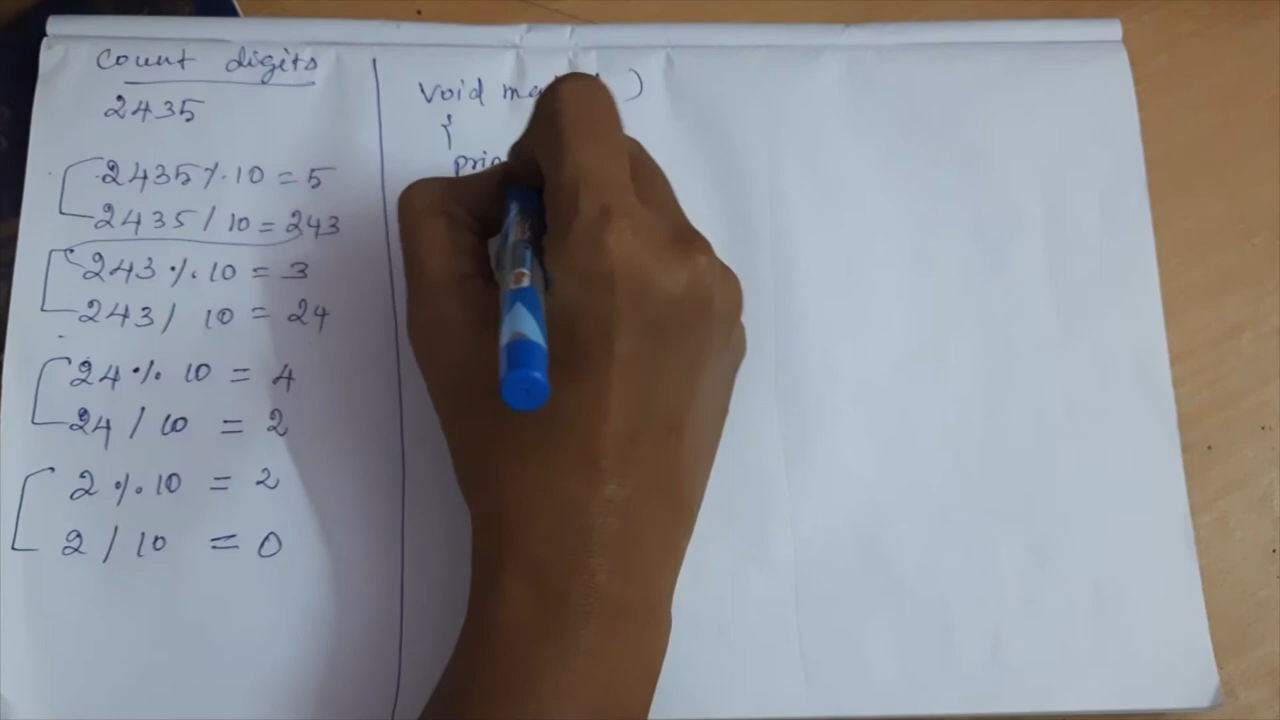 Count digits
2435
2435 % 10 = 5
2435 / 10 = 243
243 % 10 = 3
243 / 10 = 24
24 % 10 = 4
24 / 10 = 2
2 % 10 = 2
2 / 10 = 0
Void )
{